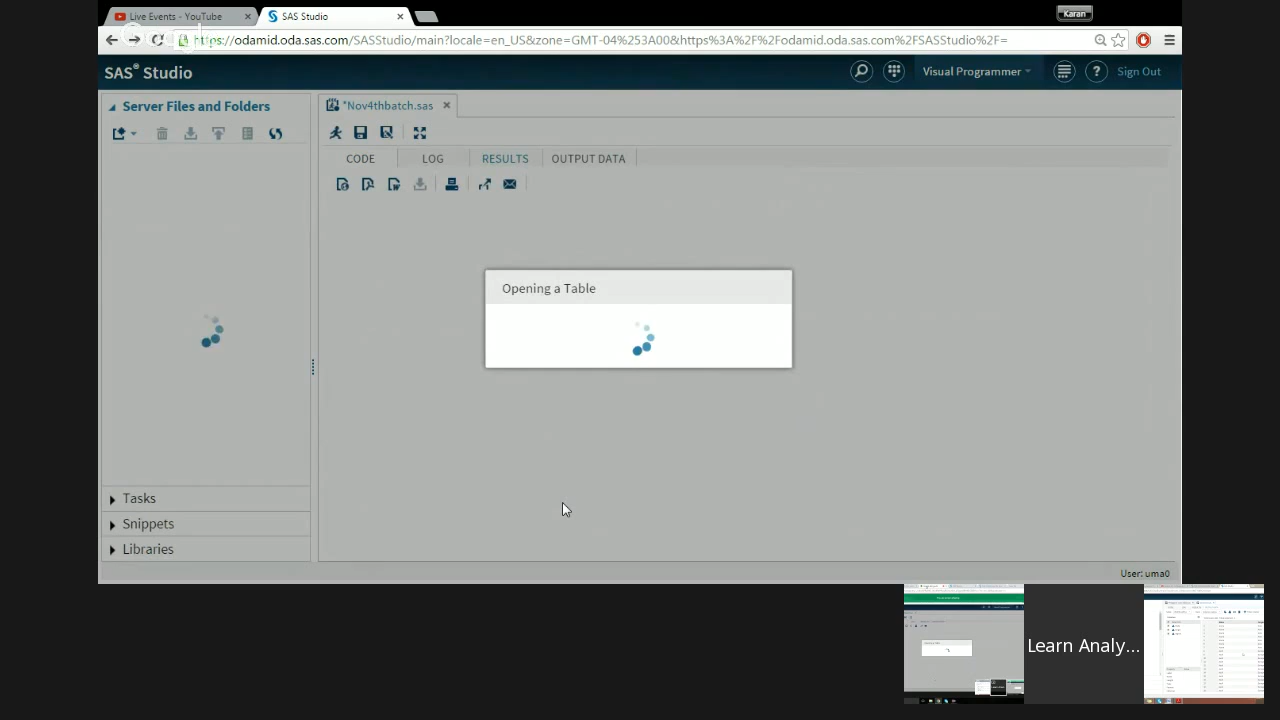 Live Events - YouTube
SAS Studio
Karan
https://odamid.oda.sas.com/SASStudio/main?locale=en_US&zone=GMT-04%253A00&https%3A%2F%2Fodamid.oda.sas.com%2FSASStudio%2F=
SAS® Studio
Visual Programmer
Sign Out
Server Files and Folders
*Nov4thbatch.sas
CODE
LOG
RESULTS
OUTPUT DATA
Opening a Table
Tasks
Snippets
Libraries
User: uma0
Learn Analy...